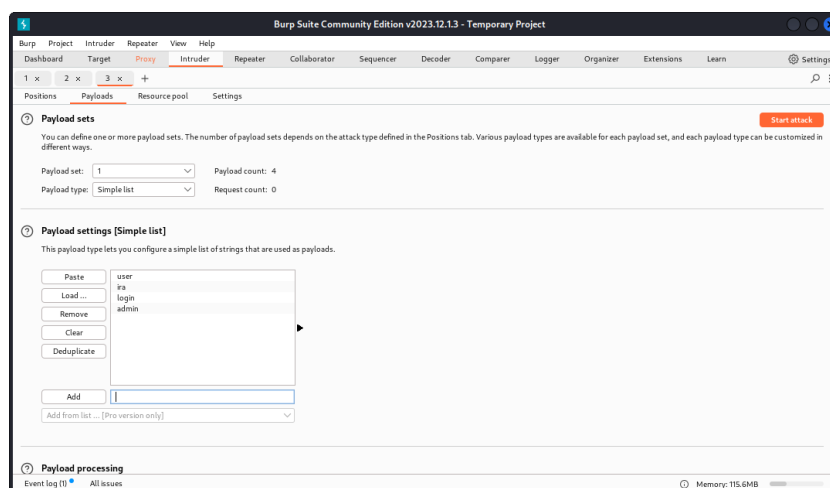 Burp Suite Community Edition v2023.12.1.3 - Temporary Project
Burp Project Intruder Repeater View Help
Dashboard Target Proxy Intruder Repeater Collaborator Sequencer Decoder Comparer Logger Organizer Extensions Learn Settings
1 × 2 × 3 × +
Positions Payloads Resource pool Settings
? Payload sets Start attack
You can define one or more payload sets. The number of payload sets depends on the attack type defined in the Positions tab. Various payload types are available for each payload set, and each payload type can be customized in
different ways.
Payload set: 1 Payload count: 4
Payload type: Simple list Request count: 0
? Payload settings [Simple list]
This payload type lets you configure a simple list of strings that are used as payloads.
Paste user
ira
Load ... login
Remove admin
Clear
Deduplicate
Add
Add from list ... [Pro version only]
? Payload processing
Event log (1) All issues Memory: 115.6MB